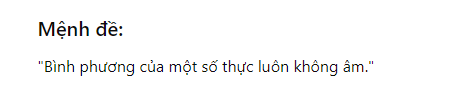 Mệnh đề:
"Bình phương của một số thực luôn không âm."